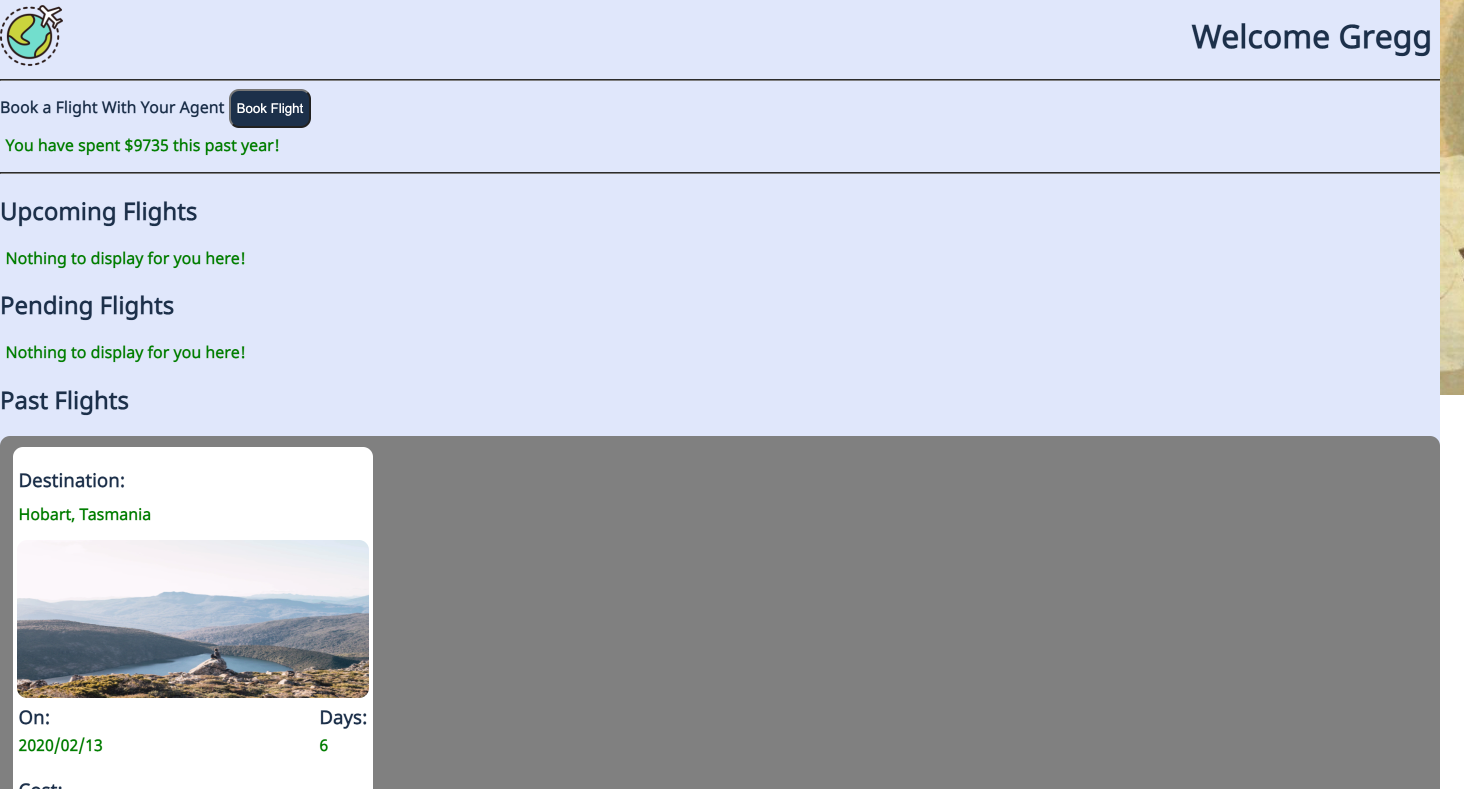 Welcome Gregg
Book a Flight With Your Agent Book Flight
You have spent $9735 this past year!
Upcoming Flights
Nothing to display for you here!
Pending Flights
Nothing to display for you here!
Past Flights
Destination:
Hobart, Tasmania
On: Days:
2020/02/13 6
Cost: